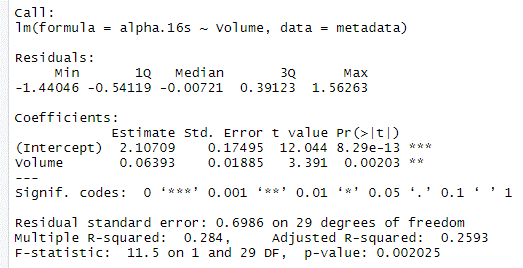 Call:
lm(formula = alpha.16s ~ Volume, data = metadata)
Residuals:
Min 1Q Median 3Q Max
-1.44046 -0.54119 -0.00721 0.39123 1.56263
Coefficients:
Estimate Std. Error t value Pr(>|t|)
(Intercept) 2.10709 0.17495 12.044 8.29e-13 ***
Volume 0.06393 0.01885 3.391 0.00203 **
---
Signif. codes: 0 ‘***’ 0.001 ‘**’ 0.01 ‘*’ 0.05 ‘.’ 0.1 ‘ ’ 1
Residual standard error: 0.6986 on 29 degrees of freedom
Multiple R-squared: 0.284, Adjusted R-squared: 0.2593
F-statistic: 11.5 on 1 and 29 DF, p-value: 0.002025